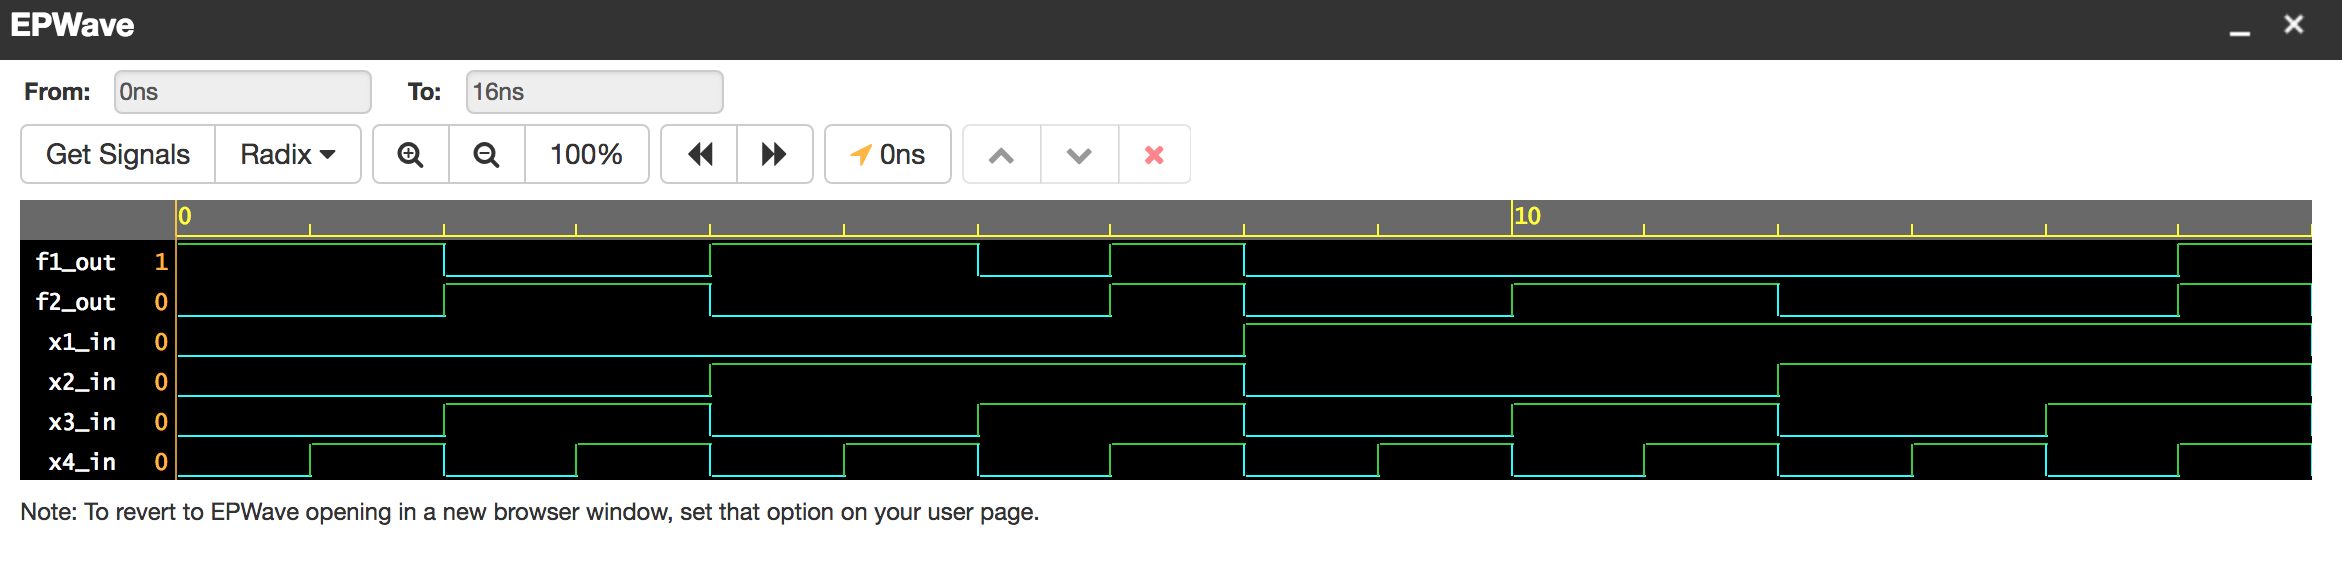 EPWave
From: 0ns To: 16ns
Get Signals Radix 100% 0ns
0 10
f1_out 1
f2_out 0
x1_in 0
x2_in 0
x3_in 0
x4_in 0
Note: To revert to EPWave opening in a new browser window, set that option on your user page.